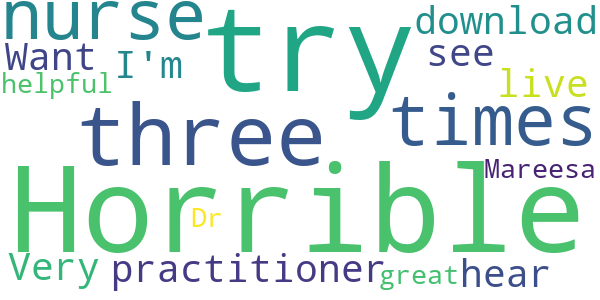 nurse try download
Want I'm see
helpful live
three times
Horrible Mareesa
Dr
Very practitioner great hear